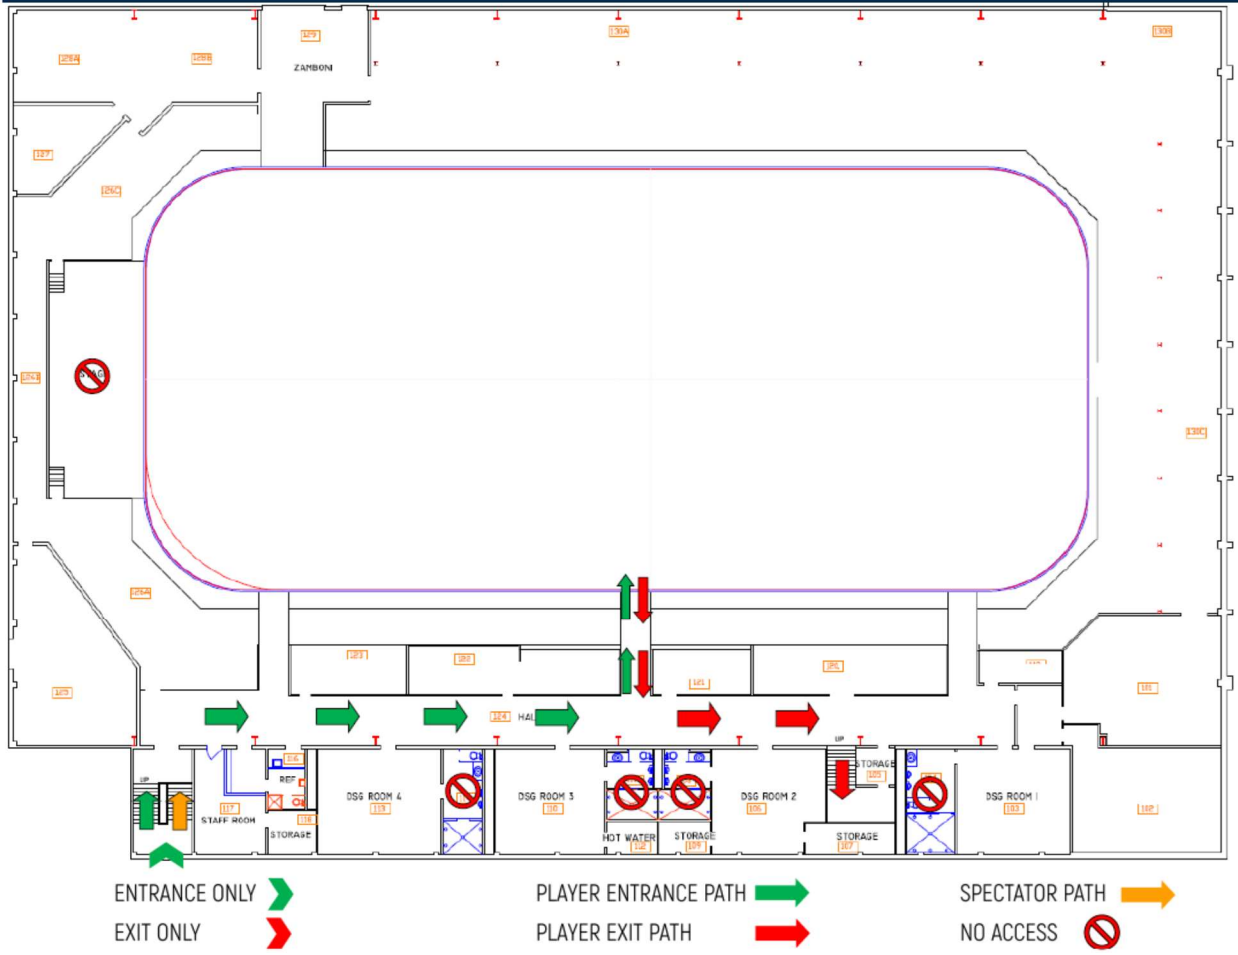 129
130A
130B
128A
128B
ZAMBONI
127
126C
130C
126A
123
122
121
120
101
125
124
HAL
UP
UP
STORAGE
105
116
REF
DSG ROOM 4
113
DSG ROOM 3
110
DSG ROOM 2
106
DSG ROOM 1
103
117
STAFF ROOM
118
STORAGE
HOT WATER
112
STORAGE
109
STORAGE
107
102
ENTRANCE ONLY
PLAYER ENTRANCE PATH
SPECTATOR PATH
EXIT ONLY
PLAYER EXIT PATH
NO ACCESS